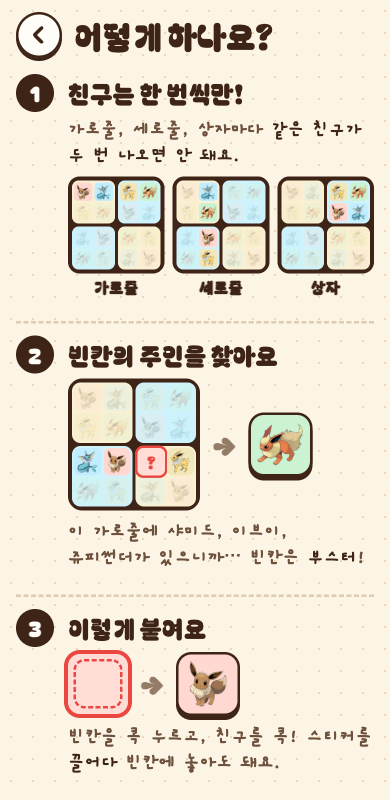 어떻게 하나요?
1 친구는 한 번씩만!
가로줄, 세로줄, 상자마다 같은 친구가
두 번 나오면 안 돼요.
가로줄 세로줄 상자
2 빈칸의 주인을 찾아요
?
이 가로줄에 샤미드, 이브이,
쥬피썬더가 있으니까… 빈칸은 부스터!
3 이렇게 붙여요
빈칸을 콕 누르고, 친구를 콕! 스티커를
끌어다 빈칸에 놓아도 돼요.